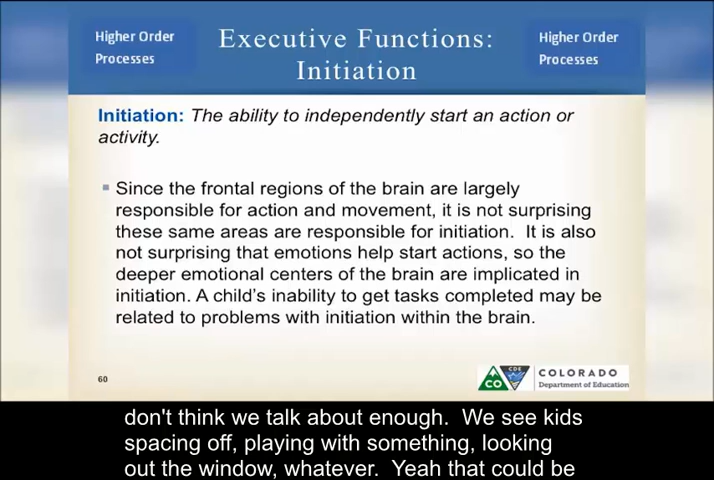 Higher Order
Processes
Executive Functions:
Initiation
Higher Order
Processes
Initiation: The ability to independently start an action or
activity.
Since the frontal regions of the brain are largely
responsible for action and movement, it is not surprising
these same areas are responsible for initiation. It is also
not surprising that emotions help start actions, so the
deeper emotional centers of the brain are implicated in
initiation. A child's inability to get tasks completed may be
related to problems with initiation within the brain.
60
CO
CDE
COLORADO
Department of Education
don't think we talk about enough. We see kids
spacing off, playing with something, looking
out the window, whatever. Yeah that could be